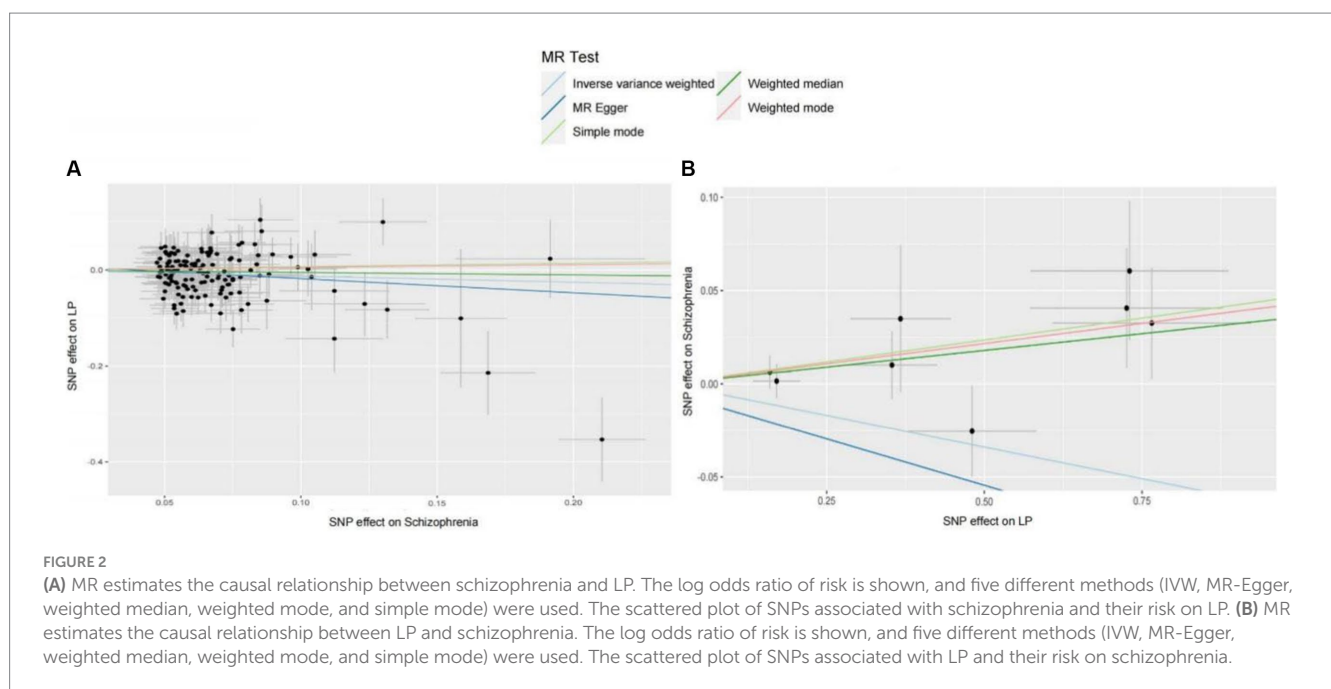 MR Test
Inverse variance weighted
Weighted median
MR Egger
Weighted mode
Simple mode
A
B
0.0
-0.2
-0.4
0.05
0.10
0.15
0.20
SNP effect on LP
SNP effect on Schizophrenia
0.10
0.05
0.00
-0.05
0.25
0.50
0.75
SNP effect on Schizophrenia
SNP effect on LP
FIGURE 2
(A) MR estimates the causal relationship between schizophrenia and LP. The log odds ratio of risk is shown, and five different methods (IVW, MR-Egger,
weighted median, weighted mode, and simple mode) were used. The scattered plot of SNPs associated with schizophrenia and their risk on LP. (B) MR
estimates the causal relationship between LP and schizophrenia. The log odds ratio of risk is shown, and five different methods (IVW, MR-Egger,
weighted median, weighted mode, and simple mode) were used. The scattered plot of SNPs associated with LP and their risk on schizophrenia.